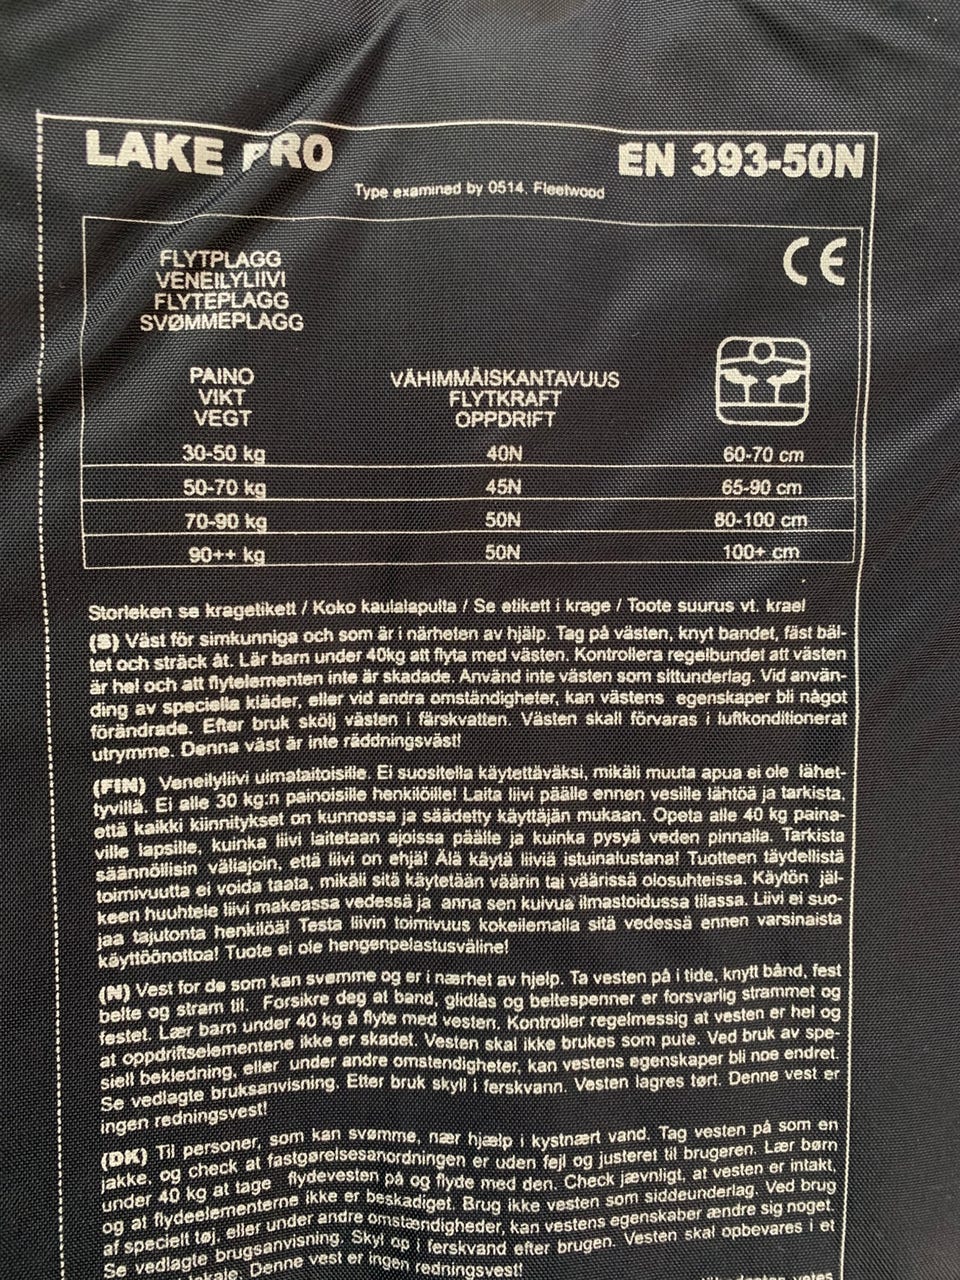 LAKE PRO
EN 393-50N
Type examined by 0514, Fleetwood
CE
FLYTPLAGG
VENEILYLIIVI
FLYTEPLAGG
SVØMMEPLAGG
PAINO
VIKT
VEGT
VÄHIMMÄISKANTAVUUS
FLYTKRAFT
OPPDRIFT
30-50 kg 40N 60-70 cm
50-70 kg 45N 65-90 cm
70-90 kg 50N 80-100 cm
90++ kg 50N 100+ cm
Storleken se kragetikett / Koko kaulalapulta / Se etikett i krage / Toote suurus vt. krael
(S) Väst för simkunniga och som är i närheten av hjälp. Tag på västen, knyt bandet, fäst bäl-
tet och sträck åt. Lär barn under 40kg att flyta med västen. Kontrollera regelbundet att västen
är hel och att flytelementen inte är skadade. Använd inte västen som sittunderlag. Vid använ-
ding av speciella kläder, eller vid andra omständigheter, kan västens egenskaper bli något
förändrade. Efter bruk skölj västen i färskvatten. Västen skall förvaras i luftkonditionerat
utrymme. Denna väst är inte räddningsväst!
(FIN) Veneilyliivi uimataitoisille. Ei suositella käytettäväksi, mikäli muuta apua ei ole lähet-
tyvillä. Ei alle 30 kg:n painoisille henkilöille! Laita liivi päälle ennen vesille lähtöä ja tarkista,
että kaikki kiinnitykset on kunnossa ja säädetty käyttäjän mukaan. Opeta alle 40 kg paina-
ville lapsille, kuinka liivi laitetaan ajoissa päälle ja kuinka pysyä veden pinnalla. Tarkista
säännöllisin väliajoin, että liivi on ehjä! Älä käytä liiviä istuinalustana! Tuotteen täydellistä
toimivuutta ei voida taata, mikäli sitä käytetään väärin tai väärissä olosuhteissa. Käytön jäl-
keen huuhtele liivi makeassa vedessä ja anna sen kuivua ilmastoidussa tilassa. Liivi ei suo-
jaa tajutonta henkilöä! Testa liivin toimivuus kokeilemalla sitä vedessä ennen varsinaista
käyttöönottoa! Tuote ei ole hengenpelastusväline!
(N) Vest for de som kan svømme og er i nærhet av hjelp. Ta vesten på i tide, knytt bånd, fest
belte og stram til. Forsikre deg at band, glidlås og beltespenner er forsvarlig strammet og
festet. Lær barn under 40 kg å flyte med vesten. Kontroller regelmessig at vesten er hel og
at oppdriftselementene ikke er skadet. Vesten skal ikke brukes som pute. Ved bruk av spe-
siell bekledning, eller under andre omstendigheter, kan vestens egenskaper bli noe endret.
Se vedlagte bruksanvisning. Etter bruk skyll i ferskvann. Vesten lagres tørt. Denne vest er
ingen redningsvest!
(DK) Til personer, som kan svømme, nær hjælp i kystnært vand. Tag vesten på som en
jakke, og check at fastgørelsesanordningen er uden fejl og justeret til brugeren. Lær børn
under 40 kg at tage flydevesten på og flyde med den. Check jævnligt, at vesten er intakt,
og at flydeelementerne ikke er beskadiget. Brug ikke vesten som siddeunderlag. Ved brug
af specielt tøj, eller under andre omstændigheder, kan vestens egenskaber ændre sig noget.
Se vedlagte brugsanvisning. Skyl op i ferskvand efter brugen. Vesten skal opbevares i et
lokale. Denne vest er ingen redningsvest!